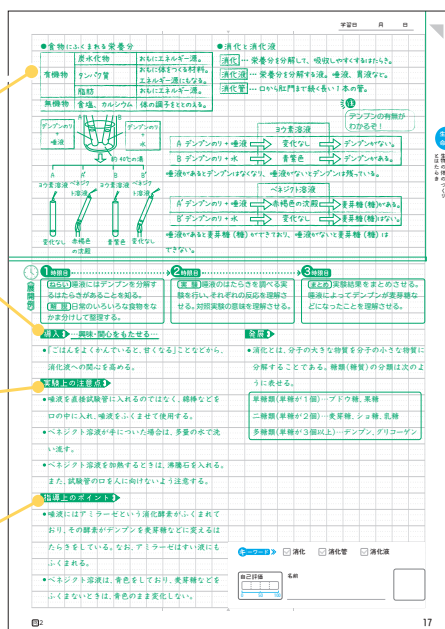 学習日 月 日
●食物にふくまれる栄養分
有機物 炭水化物 おもにエネルギー源。
タンパク質 おもに体をつくる材料。
エネルギー源にもなる。
脂肪 おもにエネルギー源。
無機物 食塩、カルシウム 体の調子をととのえる。
●消化と消化液
消化…栄養分を分解して、吸収しやすくするはたらき。
消化液…栄養分を分解する液。唾液、胃液など。
消化管…口から肛門まで続く長い1本の管。
デンプンの有無が
わかるぞ!
デンプンのり
+
唾液
デンプンのり
+
水
約40℃の湯
A A′ B B′
ヨウ素溶液 ベネジクト溶液 ヨウ素溶液 ベネジクト溶液
変化なし 赤褐色の沈殿 青紫色 変化なし
ヨウ素溶液
A デンプンのり+唾液 変化なし デンプンがない。
B デンプンのり+水 青紫色 デンプンがある。
唾液があるとデンプンはなくなり、唾液がないとデンプンは残っている。
ベネジクト溶液
A′デンプンのり+唾液 赤褐色の沈殿 麦芽糖(糖)がある。
B′デンプンのり+水 変化なし 麦芽糖(糖)はない。
唾液があると麦芽糖(糖)ができており、唾液がないと麦芽糖(糖)は
できない。
生命
生物の体のつくりとはたらき
展開例
1時間目
ねらい 唾液にはデンプンを分解す
るはたらきがあることを知る。
解説 日常のいろいろな食物をな
かま分けして整理する。
2時間目
実験 唾液のはたらきを調べる実
験を行い、それぞれの反応を理解さ
せる。対照実験の意味を理解させる。
3時間目
まとめ 実験結果をまとめさせる。
唾液によってデンプンが麦芽糖な
どになったことを理解させる。
導入 興味・関心をもたせる…
●「ごはんをよくかんでいると、甘くなる」ことなどから、
消化液への関心を高める。
実験上の注意点
●唾液を直接試験管に入れるのではなく、綿棒などを
口の中に入れ、唾液をふくませて使用する。
●ベネジクト溶液が手についた場合は、多量の水で洗
い流す。
●ベネジクト溶液を加熱するときは、沸騰石を入れる。
また、試験管の口を人に向けないよう注意する。
指導上のポイント
●唾液にはアミラーゼという消化酵素がふくまれて
おり、その酵素がデンプンを麦芽糖などに変えるは
たらきをしている。なお、アミラーゼはすい液にも
ふくまれる。
●ベネジクト溶液は、青色をしており、麦芽糖などを
ふくまないときは、青色のまま変化しない。
発展
●消化とは、分子の大きな物質を分子の小さな物質に
分解することである。糖類(糖質)の分類は次のよ
うに表せる。
単糖類(単糖が1個)…ブドウ糖、果糖
二糖類(単糖が2個)…麦芽糖、ショ糖、乳糖
多糖類(単糖が3個以上)…デンプン、グリコーゲン
キーワード 消化 消化管 消化液
自己評価 名前
2
17